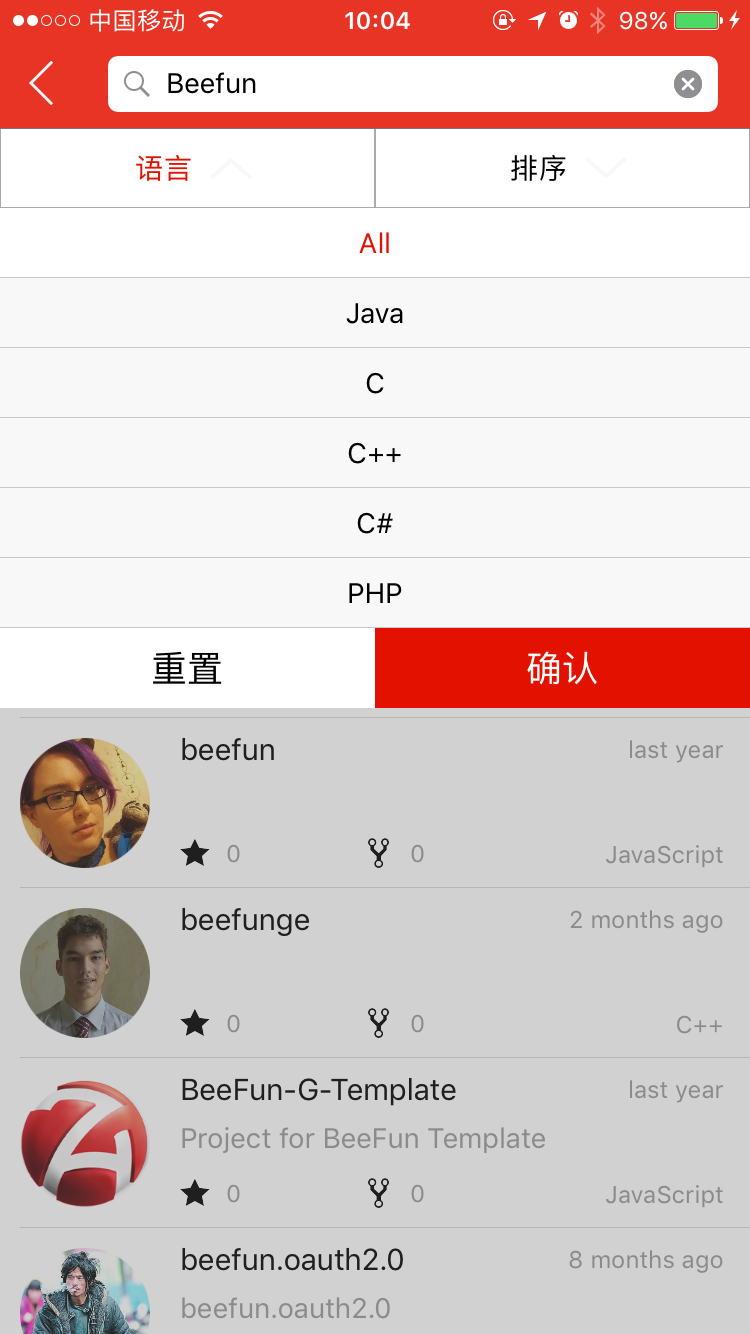 中国移动 10:04 98%
Beefun
语言 排序
All
Java
C
C++
C#
PHP
重置 确认
beefun last year
0 0 JavaScript
beefunge 2 months ago
0 0 C++
BeeFun-G-Template last year
Project for BeeFun Template
0 0 JavaScript
beefun.oauth2.0 8 months ago
beefun.oauth2.0